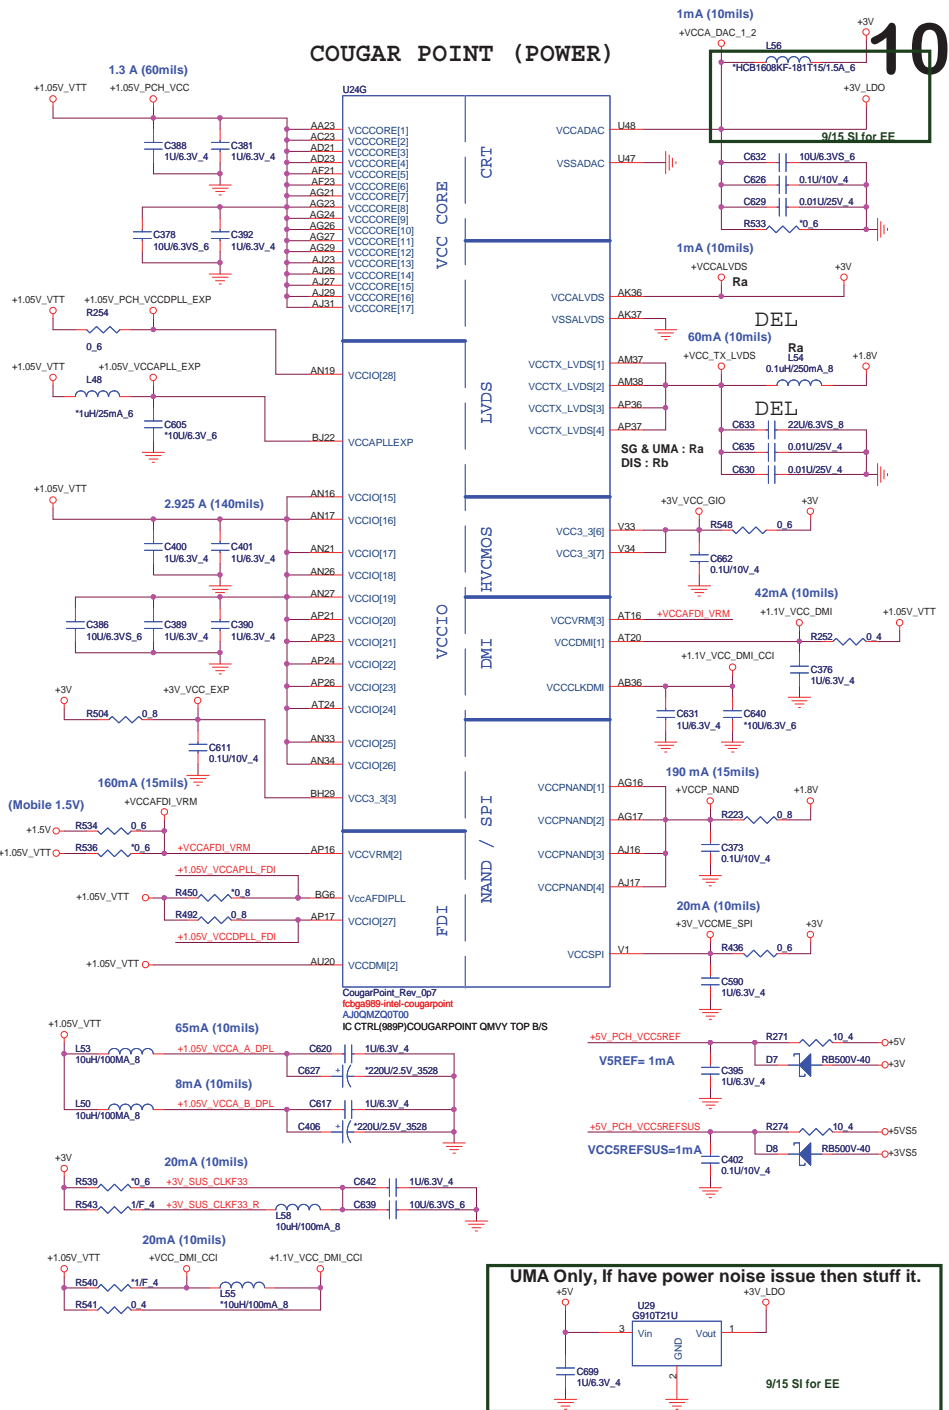 10
COUGAR POINT (POWER)
1mA (10mils)
+VCCA_DAC_1_2
+3V
L56
*HCB1608KF-181T15/1.5A_6
+3V_LDO
9/15 SI for EE
1.3 A (60mils)
+1.05V_VTT
+1.05V_PCH_VCC
C388
1U/6.3V_4
C381
1U/6.3V_4
C378
10U/6.3VS_6
C392
1U/6.3V_4
U24G
AA23 VCCCORE[1]
AC23 VCCCORE[2]
AD21 VCCCORE[3]
AD23 VCCCORE[4]
AF21 VCCCORE[5]
AF23 VCCCORE[6]
AG21 VCCCORE[7]
AG23 VCCCORE[8]
AG24 VCCCORE[9]
AG26 VCCCORE[10]
AG27 VCCCORE[11]
AG29 VCCCORE[12]
AJ23 VCCCORE[13]
AJ26 VCCCORE[14]
AJ27 VCCCORE[15]
AJ29 VCCCORE[16]
AJ31 VCCCORE[17]
VCC CORE
CRT
VCCADAC U48
VSSADAC U47
C632 10U/6.3VS_6
C626 0.1U/10V_4
C629 0.01U/25V_4
R533 *0_6
1mA (10mils)
+VCCALVDS
+3V
Ra
VCCALVDS AK36
VSSALVDS AK37
DEL
60mA (10mils)
+VCC_TX_LVDS
Ra
L54
0.1uH/250mA_8
+1.8V
DEL
VCCTX_LVDS[1] AM37
VCCTX_LVDS[2] AM38
VCCTX_LVDS[3] AP36
VCCTX_LVDS[4] AP37
LVDS
SG & UMA : Ra
DIS : Rb
C633 22U/6.3VS_8
C635 0.01U/25V_4
C630 0.01U/25V_4
+1.05V_VTT
+1.05V_PCH_VCCDPLL_EXP
R254
0_6
AN19 VCCIO[28]
+1.05V_VTT
L48
+1.05V_VCCAPLL_EXP
*1uH/25mA_6
C605
*10U/6.3V_6
BJ22 VCCAPLLEXP
+1.05V_VTT
2.925 A (140mils)
C400
1U/6.3V_4
C401
1U/6.3V_4
C386
10U/6.3VS_6
C389
1U/6.3V_4
C390
1U/6.3V_4
AN16 VCCIO[15]
AN17 VCCIO[16]
AN21 VCCIO[17]
AN26 VCCIO[18]
AN27 VCCIO[19]
AP21 VCCIO[20]
AP23 VCCIO[21]
AP24 VCCIO[22]
AP26 VCCIO[23]
AT24 VCCIO[24]
AN33 VCCIO[25]
AN34 VCCIO[26]
BH29 VCC3_3[3]
VCCIO
HVCMOS
VCC3_3[6] V33
VCC3_3[7] V34
+3V_VCC_GIO
+3V
R548 0_6
C662
0.1U/10V_4
DMI
VCCVRM[3] AT16 +VCCAFDI_VRM
VCCDMI[1] AT20
VCCCLKDMI AB36
42mA (10mils)
+1.1V_VCC_DMI
+1.05V_VTT
R252 0_4
C376
1U/6.3V_4
+1.1V_VCC_DMI_CCI
C631
1U/6.3V_4
C640
*10U/6.3V_6
+3V
+3V_VCC_EXP
R504 0_8
C611
0.1U/10V_4
160mA (15mils)
+VCCAFDI_VRM
(Mobile 1.5V)
+1.5V
R534 0_6
+1.05V_VTT
R536 *0_6
+VCCAFDI_VRM AP16 VCCVRM[2]
+1.05V_VCCAPLL_FDI
+1.05V_VTT
R450 *0_8
BG6 VccAFDIPLL
R492 0_8
AP17 VCCIO[27]
+1.05V_VCCDPLL_FDI
+1.05V_VTT
AU20 VCCDMI[2]
FDI
NAND / SPI
VCCPNAND[1] AG16
VCCPNAND[2] AG17
VCCPNAND[3] AJ16
VCCPNAND[4] AJ17
190 mA (15mils)
+VCCP_NAND
+1.8V
R223 0_8
C373
0.1U/10V_4
20mA (10mils)
+3V_VCCME_SPI
+3V
VCCSPI V1
R436 0_6
C590
1U/6.3V_4
CougarPoint_Rev_0p7
fcbga989-intel-cougarpoint
AJ0QMZQ0T00
IC CTRL(989P)COUGARPOINT QMVY TOP B/S
+1.05V_VTT
65mA (10mils)
L53
10uH/100MA_8
+1.05V_VCCA_A_DPL
C620 1U/6.3V_4
C627 + *220U/2.5V_3528
8mA (10mils)
L50
10uH/100MA_8
+1.05V_VCCA_B_DPL
C617 1U/6.3V_4
C406 + *220U/2.5V_3528
+5V_PCH_VCC5REF
R271 10_4
+5V
V5REF= 1mA
D7 RB500V-40
+3V
C395
1U/6.3V_4
+5V_PCH_VCC5REFSUS
R274 10_4
+5VS5
VCC5REFSUS=1mA
D8 RB500V-40
+3VS5
C402
0.1U/10V_4
+3V
20mA (10mils)
R539 *0_6 +3V_SUS_CLKF33
C642 1U/6.3V_4
R543 1/F_4 +3V_SUS_CLKF33_R
L58
10uH/100mA_8
C639 10U/6.3VS_6
20mA (10mils)
+1.05V_VTT
+VCC_DMI_CCI
+1.1V_VCC_DMI_CCI
R540 *1/F_4
L55
*10uH/100mA_8
R541 0_4
UMA Only, If have power noise issue then stuff it.
+5V
U29
G910T21U
+3V_LDO
3 Vin
Vout 1
GND
2
C699
1U/6.3V_4
9/15 SI for EE